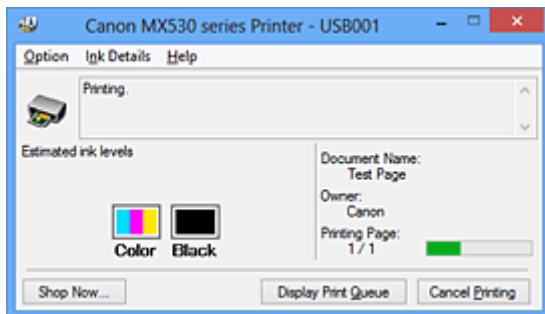 Canon MX530 series Printer - USB001
Option Ink Details Help
Printing.
Estimated ink levels
Document Name:
Test Page
Owner:
Canon
Printing Page:
1 / 1
Color Black
Shop Now... Display Print Queue Cancel Printing